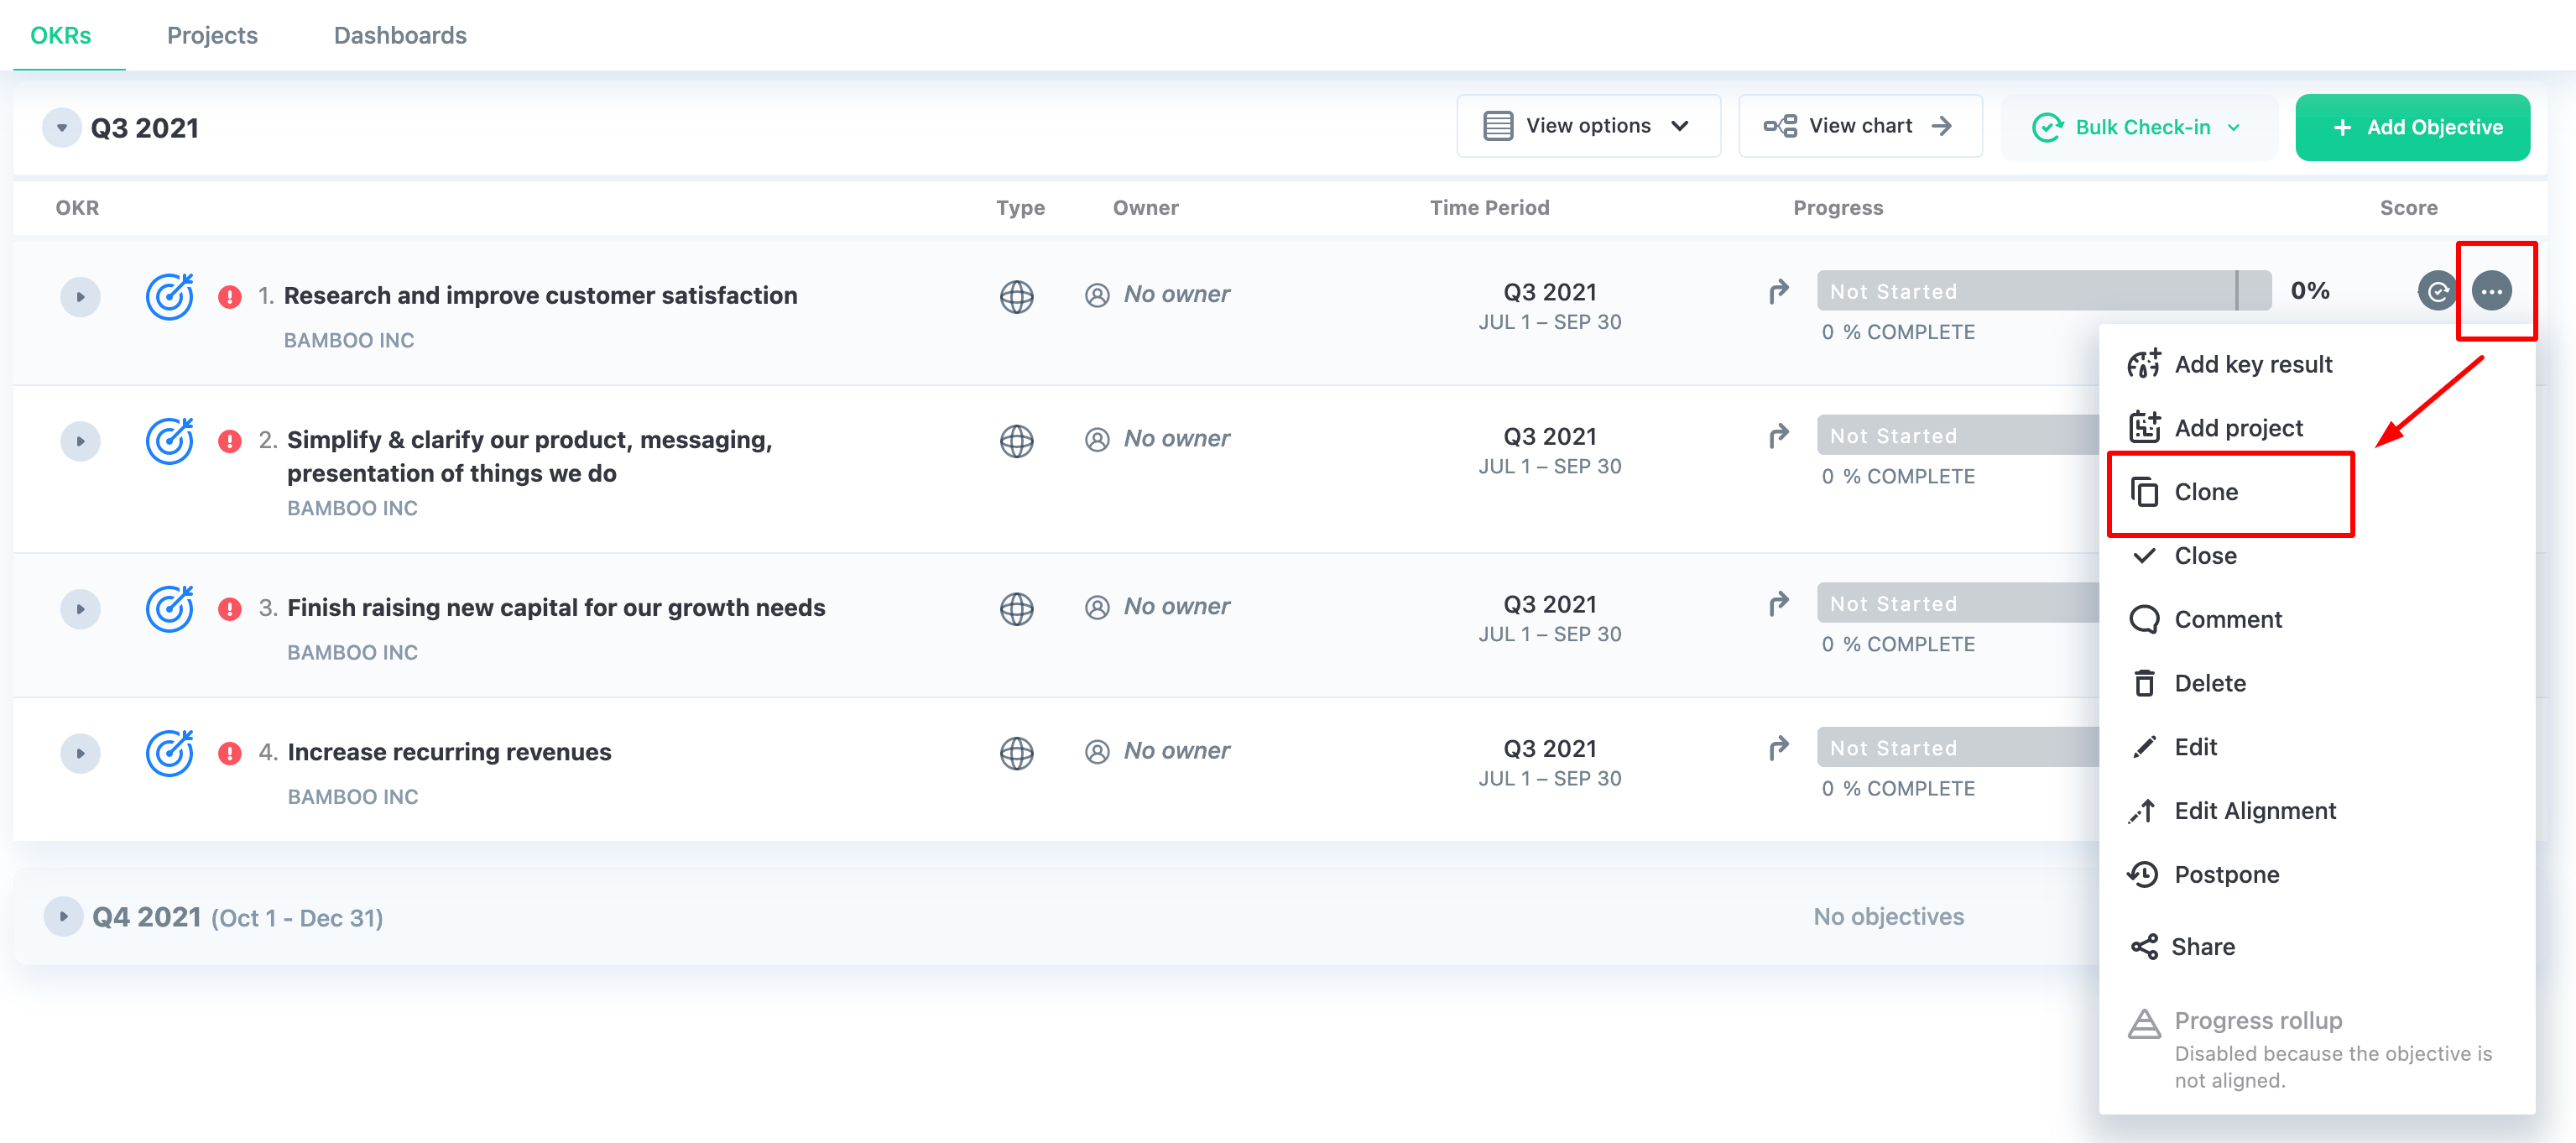 OKRs Projects Dashboards
Q3 2021 View options View chart Bulk Check-in + Add Objective
OKR Type Owner Time Period Progress Score
1. Research and improve customer satisfaction No owner Q3 2021 Not Started 0%
BAMBOO INC JUL 1 – SEP 30 0 % COMPLETE
2. Simplify & clarify our product, messaging, No owner Q3 2021 Not Started
presentation of things we do JUL 1 – SEP 30 0 % COMPLETE
BAMBOO INC
3. Finish raising new capital for our growth needs No owner Q3 2021 Not Started
BAMBOO INC JUL 1 – SEP 30 0 % COMPLETE
4. Increase recurring revenues No owner Q3 2021 Not Started
BAMBOO INC JUL 1 – SEP 30 0 % COMPLETE
Q4 2021 (Oct 1 - Dec 31) No objectives
Add key result
Add project
Clone
Close
Comment
Delete
Edit
Edit Alignment
Postpone
Share
Progress rollup
Disabled because the objective is
not aligned.